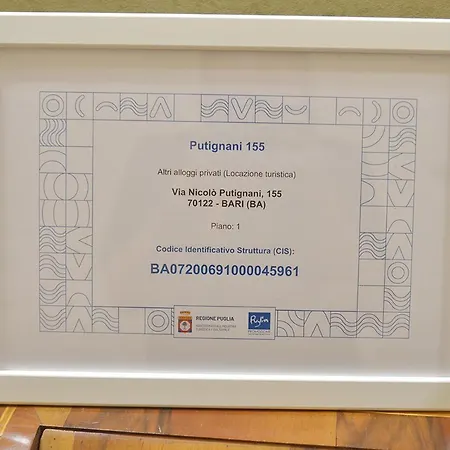 Putignani 155
Altri alloggi privati (Locazione turistica)
Via Nicolò Putignani, 155
70122 - BARI (BA)
Piano: 1
Codice Identificativo Struttura (CIS):
BA07200691000045961
REGIONE PUGLIA